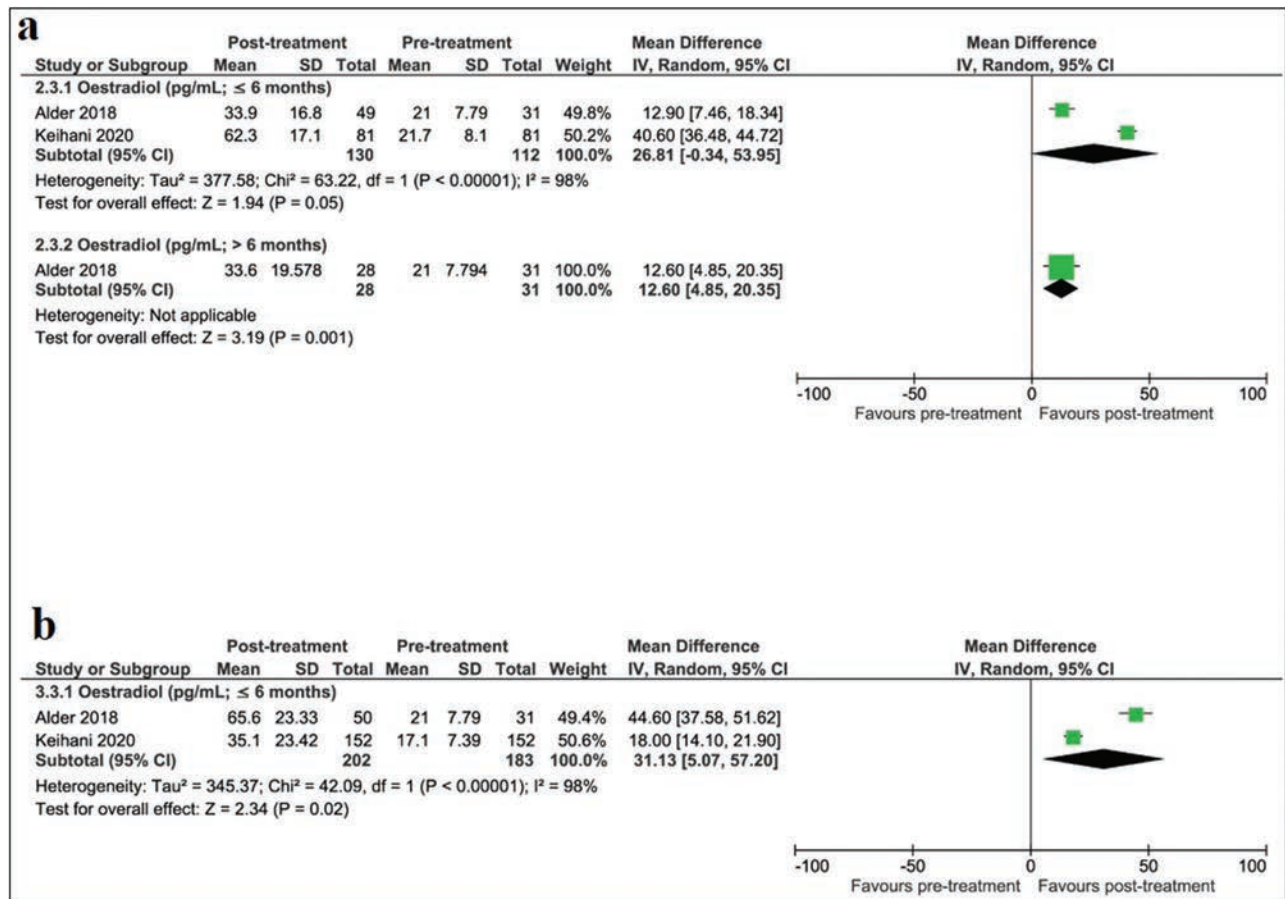 a
Post-treatment Pre-treatment Mean Difference Mean Difference
Study or Subgroup Mean SD Total Mean SD Total Weight IV, Random, 95% CI IV, Random, 95% CI
2.3.1 Oestradiol (pg/mL; ≤ 6 months)
Alder 2018 33.9 16.8 49 21 7.79 31 49.8% 12.90 [7.46, 18.34]
Keihani 2020 62.3 17.1 81 21.7 8.1 81 50.2% 40.60 [36.48, 44.72]
Subtotal (95% CI) 130 112 100.0% 26.81 [-0.34, 53.95]
Heterogeneity: Tau² = 377.58; Chi² = 63.22, df = 1 (P < 0.00001); I² = 98%
Test for overall effect: Z = 1.94 (P = 0.05)
2.3.2 Oestradiol (pg/mL; > 6 months)
Alder 2018 33.6 19.578 28 21 7.794 31 100.0% 12.60 [4.85, 20.35]
Subtotal (95% CI) 28 31 100.0% 12.60 [4.85, 20.35]
Heterogeneity: Not applicable
Test for overall effect: Z = 3.19 (P = 0.001)
-100 -50 0 50 100
Favours pre-treatment Favours post-treatment
b
Post-treatment Pre-treatment Mean Difference Mean Difference
Study or Subgroup Mean SD Total Mean SD Total Weight IV, Random, 95% CI IV, Random, 95% CI
3.3.1 Oestradiol (pg/mL; ≤ 6 months)
Alder 2018 65.6 23.33 50 21 7.79 31 49.4% 44.60 [37.58, 51.62]
Keihani 2020 35.1 23.42 152 17.1 7.39 152 50.6% 18.00 [14.10, 21.90]
Subtotal (95% CI) 202 183 100.0% 31.13 [5.07, 57.20]
Heterogeneity: Tau² = 345.37; Chi² = 42.09, df = 1 (P < 0.00001); I² = 98%
Test for overall effect: Z = 2.34 (P = 0.02)
-100 -50 0 50 100
Favours pre-treatment Favours post-treatment